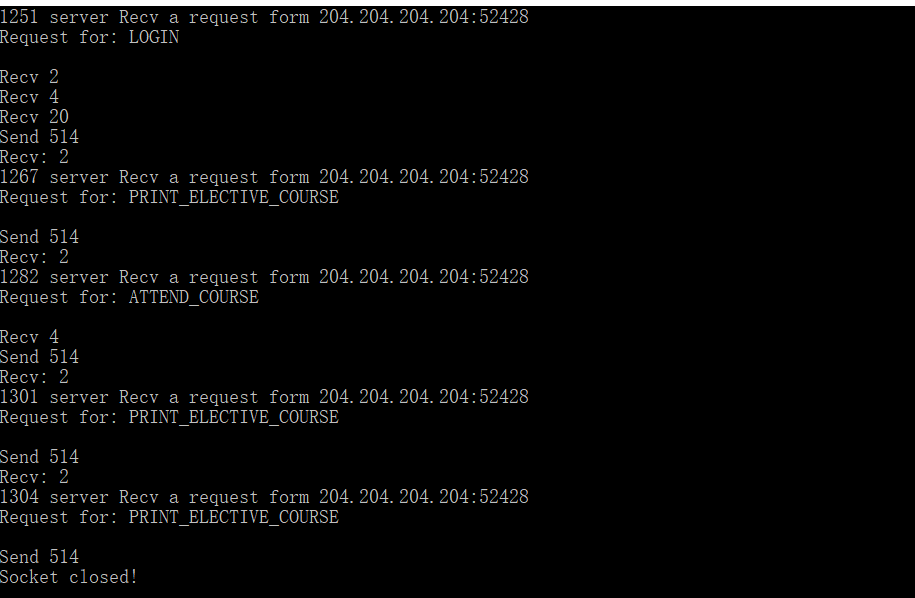 1251 server Recv a request form 204.204.204.204:52428
Request for: LOGIN
Recv 2
Recv 4
Recv 20
Send 514
Recv: 2
1267 server Recv a request form 204.204.204.204:52428
Request for: PRINT_ELECTIVE_COURSE
Send 514
Recv: 2
1282 server Recv a request form 204.204.204.204:52428
Request for: ATTEND_COURSE
Recv 4
Send 514
Recv: 2
1301 server Recv a request form 204.204.204.204:52428
Request for: PRINT_ELECTIVE_COURSE
Send 514
Recv: 2
1304 server Recv a request form 204.204.204.204:52428
Request for: PRINT_ELECTIVE_COURSE
Send 514
Socket closed!